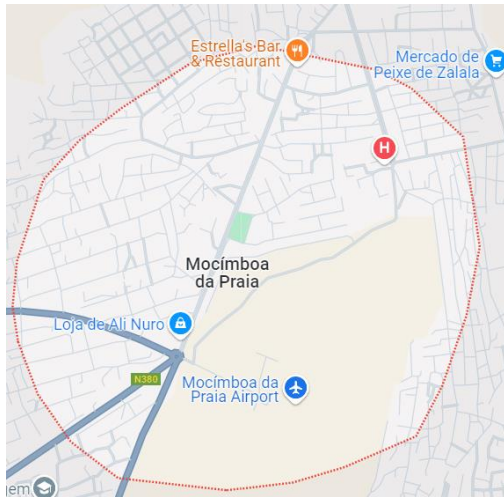 Estrella's Bar
& Restaurant
Mercado de
Peixe de Zalala
H
Mocímboa
da Praia
Loja de Ali Nuro
N380
Mocímboa da
Praia Airport
gem